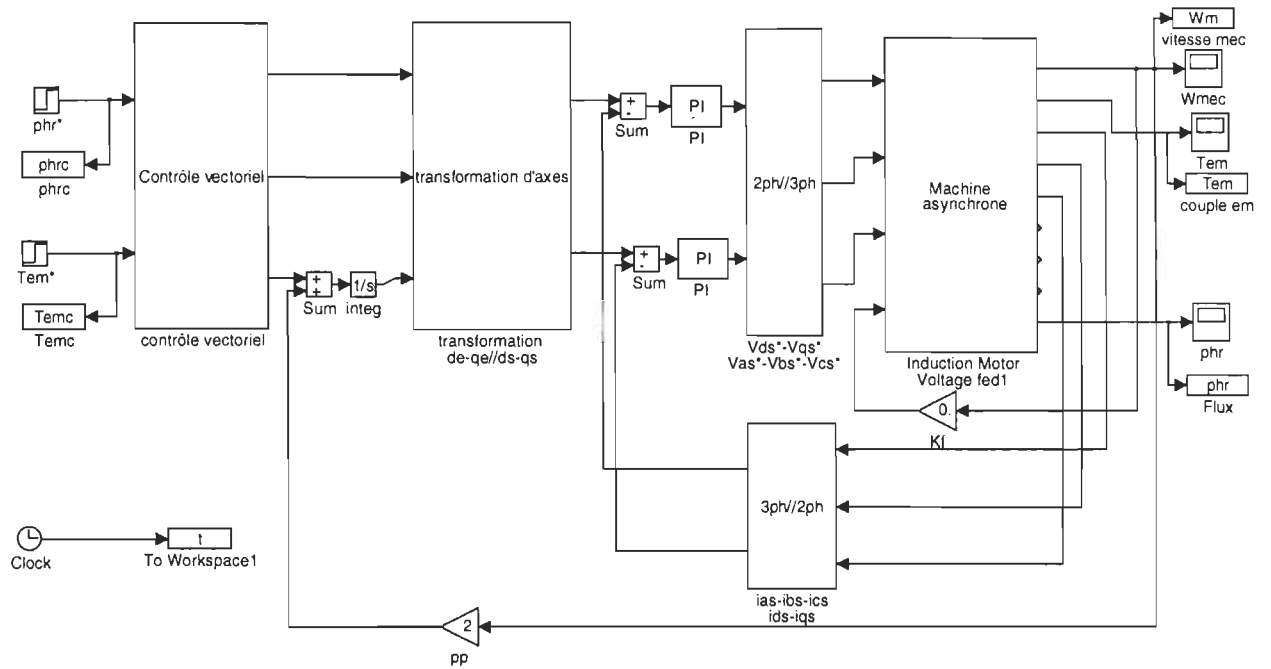 phr*
phrc
phrc
Tem*
Temc
Temc
Contrôle vectoriel
contrôle vectoriel
+
+
Sum
1/s
integ
transformation d'axes
transformation
de-qe//ds-qs
+
-
Sum
PI
PI
+
-
Sum
PI
PI
2ph//3ph
Vds*-Vqs*
Vas*-Vbs*-Vcs*
Machine
asynchrone
Induction Motor
Voltage fed1
0.
Kf
3ph//2ph
ias-ibs-ics
ids-iqs
Wm
vitesse mec
Wmec
Tem
Tem
couple em
phr
phr
Flux
Clock
t
To Workspace1
2
pp